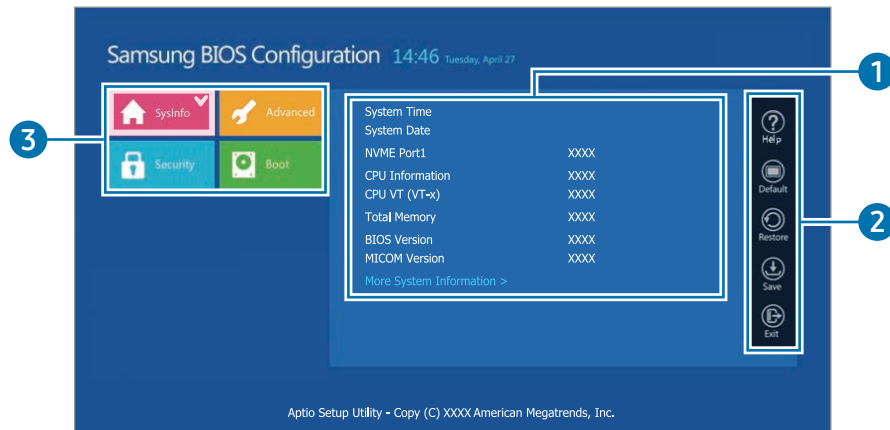 Samsung BIOS Configuration 14:46 Tuesday, April 27
1
3
SysInfo
Advanced
Security
Boot
System Time
System Date
NVME Port1 XXXX
CPU Information XXXX
CPU VT (VT-x) XXXX
Total Memory XXXX
BIOS Version XXXX
MICOM Version XXXX
More System Information >
Help
Default
Restore
Save
Exit
2
Aptio Setup Utility - Copy (C) XXXX American Megatrends, Inc.